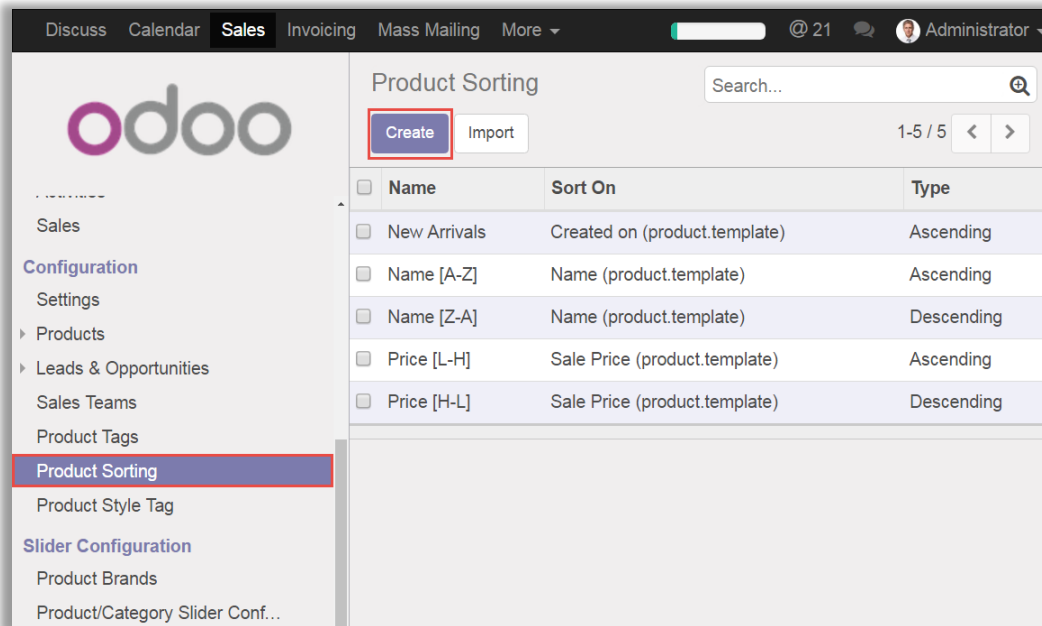 Discuss Calendar Sales Invoicing Mass Mailing More @ 21 Administrator
odoo
Sales
Configuration
Settings
Products
Leads & Opportunities
Sales Teams
Product Tags
Product Sorting
Product Style Tag
Slider Configuration
Product Brands
Product/Category Slider Conf...
Product Sorting
Search...
Create Import
1-5 / 5
Name Sort On Type
New Arrivals Created on (product.template) Ascending
Name [A-Z] Name (product.template) Ascending
Name [Z-A] Name (product.template) Descending
Price [L-H] Sale Price (product.template) Ascending
Price [H-L] Sale Price (product.template) Descending